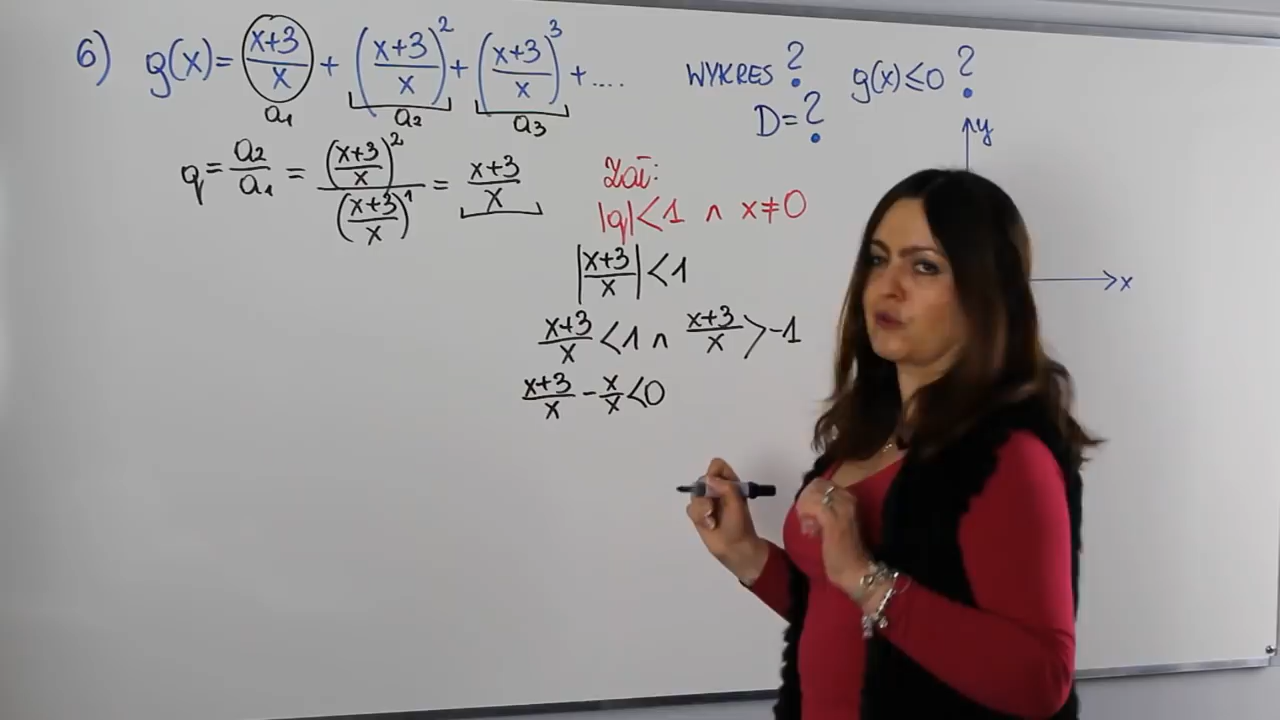 6) g(x) = (x+3)/x + ((x+3)/x)² + ((x+3)/x)³ + .... WYKRES ? g(x) ≤ 0 ?
a₁ a₂ a₃ D = ?
y
q = a₂/a₁ = ((x+3)/x)² / ((x+3)/x)¹ = (x+3)/x
Zał:
|q| < 1 ∧ x ≠ 0
|(x+3)/x| < 1
x
(x+3)/x < 1 ∧ (x+3)/x > -1
(x+3)/x - x/x < 0